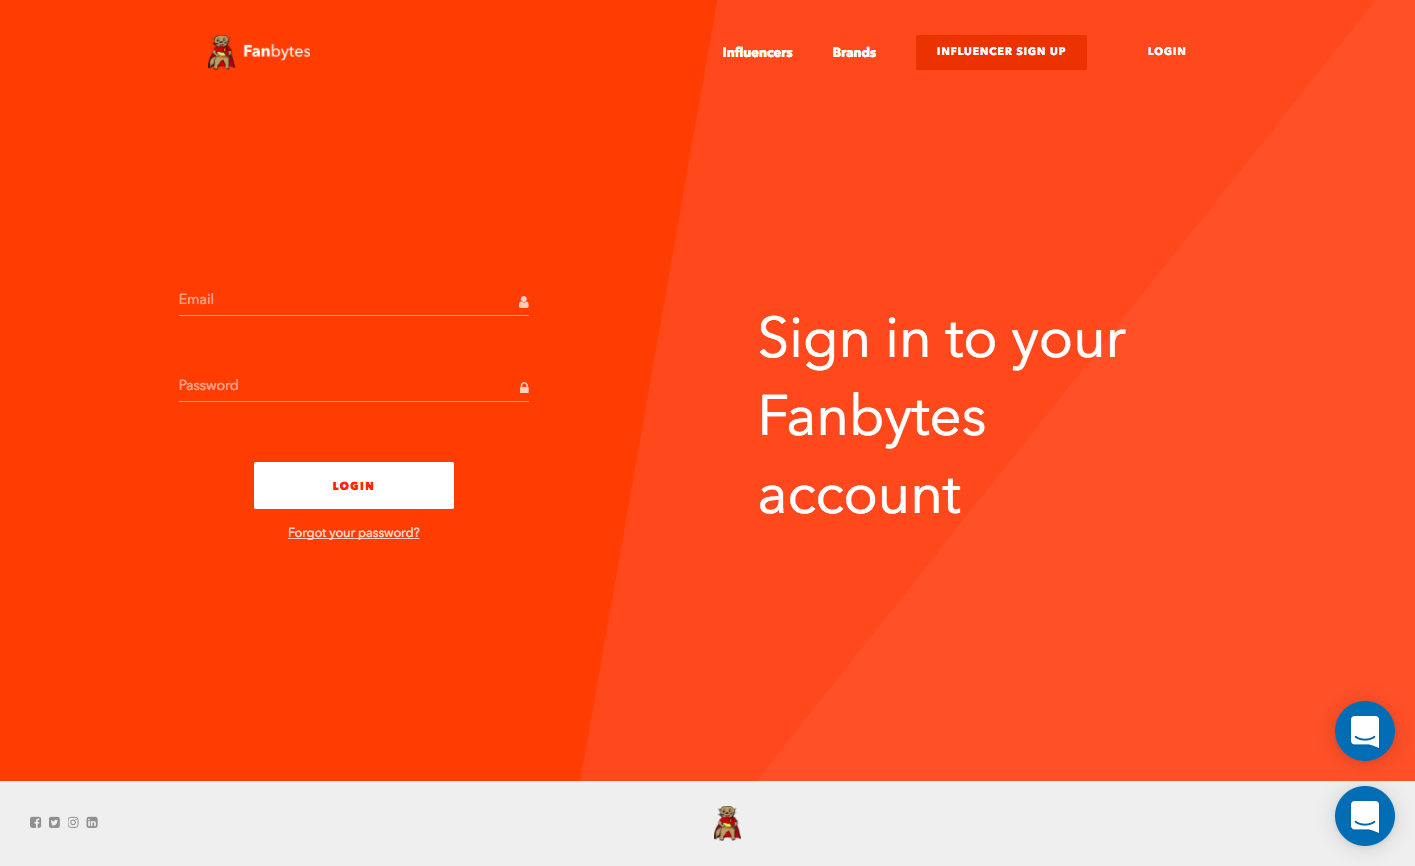 Fanbytes
Influencers
Brands
INFLUENCER SIGN UP
LOGIN
Email
Password
LOGIN
Forgot your password?
Sign in to your
Fanbytes
account